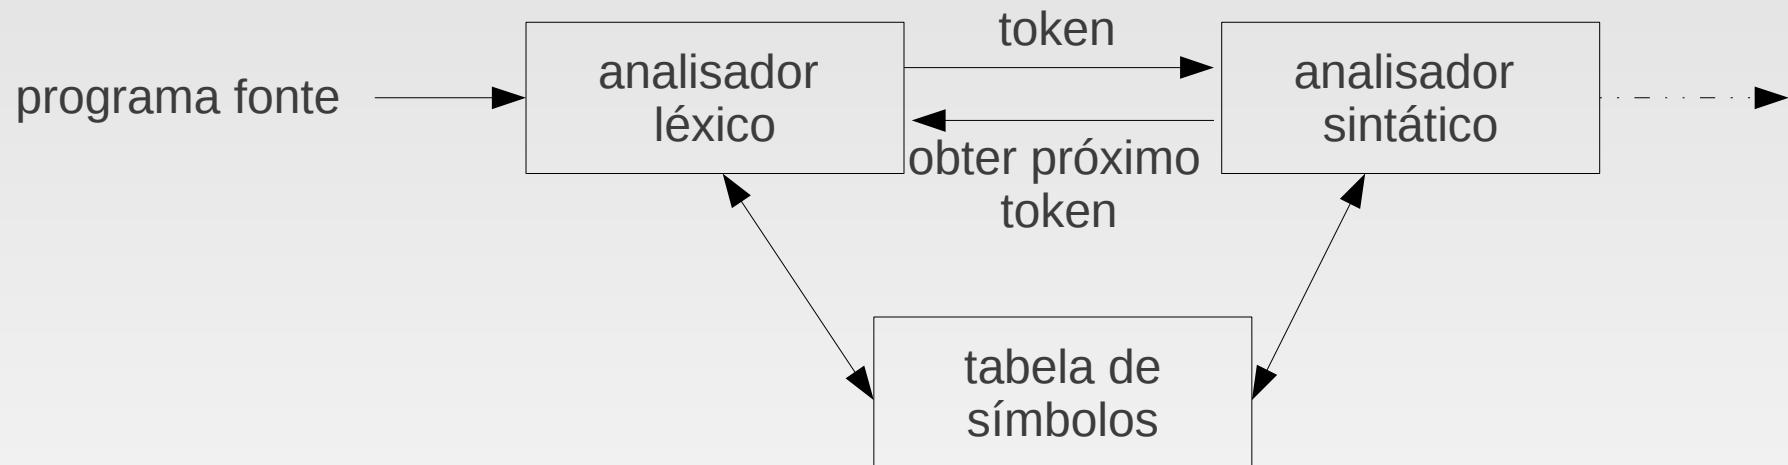 programa fonte
analisador
léxico
token
obter próximo
token
analisador
sintático
tabela de
símbolos